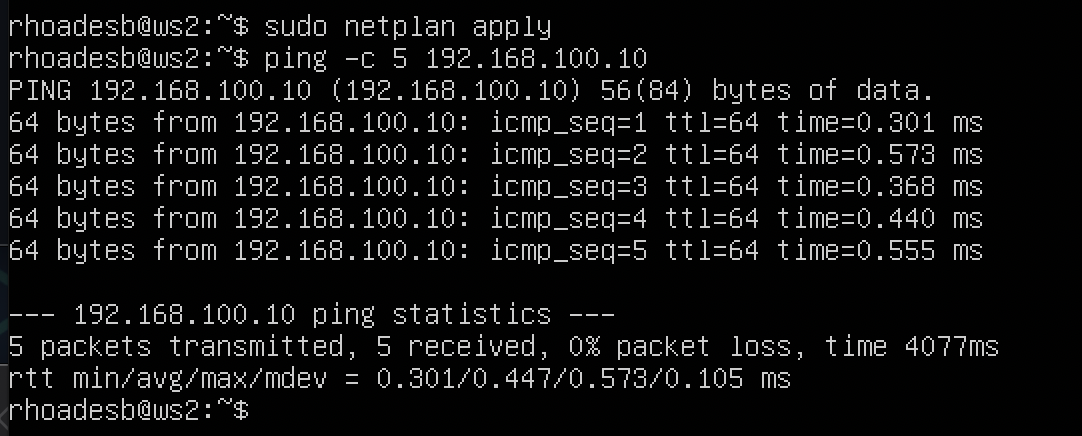 rhoadesb@ws2:~$ sudo netplan apply
rhoadesb@ws2:~$ ping -c 5 192.168.100.10
PING 192.168.100.10 (192.168.100.10) 56(84) bytes of data.
64 bytes from 192.168.100.10: icmp_seq=1 ttl=64 time=0.301 ms
64 bytes from 192.168.100.10: icmp_seq=2 ttl=64 time=0.573 ms
64 bytes from 192.168.100.10: icmp_seq=3 ttl=64 time=0.368 ms
64 bytes from 192.168.100.10: icmp_seq=4 ttl=64 time=0.440 ms
64 bytes from 192.168.100.10: icmp_seq=5 ttl=64 time=0.555 ms
--- 192.168.100.10 ping statistics ---
5 packets transmitted, 5 received, 0% packet loss, time 4077ms
rtt min/avg/max/mdev = 0.301/0.447/0.573/0.105 ms
rhoadesb@ws2:~$